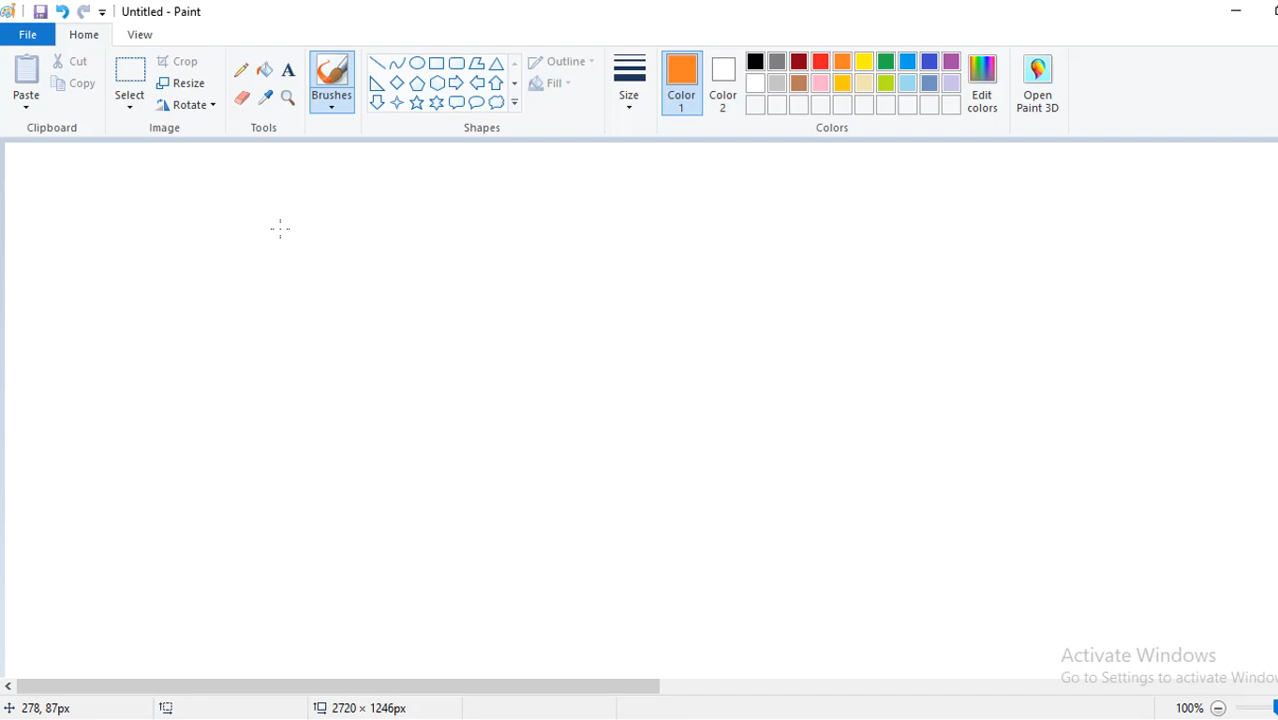 Untitled - Paint
File Home View
Paste
Cut
Copy
Clipboard
Select
Crop
Resize
Rotate
Image
A
Tools
Brushes
Outline
Fill
Shapes
Size
Color 1
Color 2
Edit colors
Colors
Open Paint 3D
Activate Windows
Go to Settings to activate Windo
278, 87px
2720 × 1246px
100%